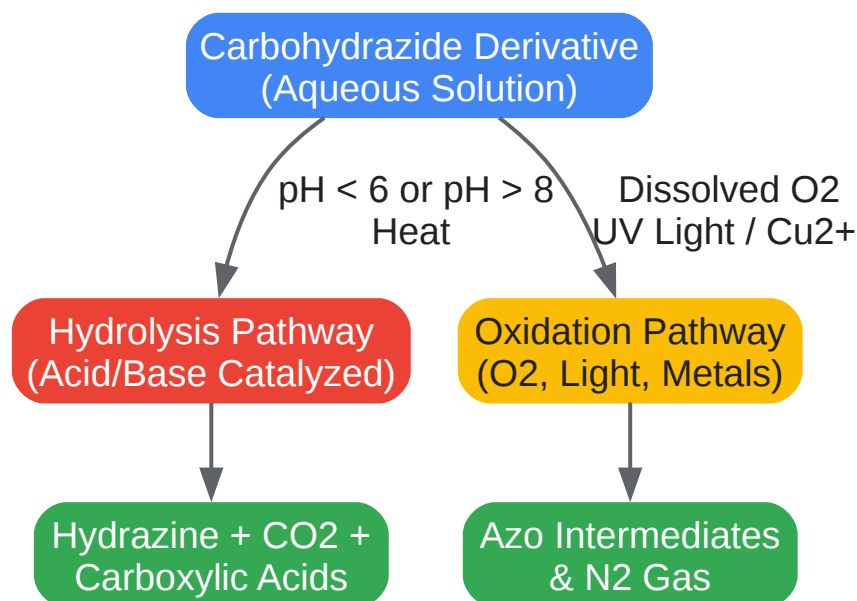 Carbohydrazide Derivative
(Aqueous Solution)
pH < 6 or pH > 8
Heat
Dissolved O2
UV Light / Cu2+
Hydrolysis Pathway
(Acid/Base Catalyzed)
Oxidation Pathway
(O2, Light, Metals)
Hydrazine + CO2 +
Carboxylic Acids
Azo Intermediates
& N2 Gas